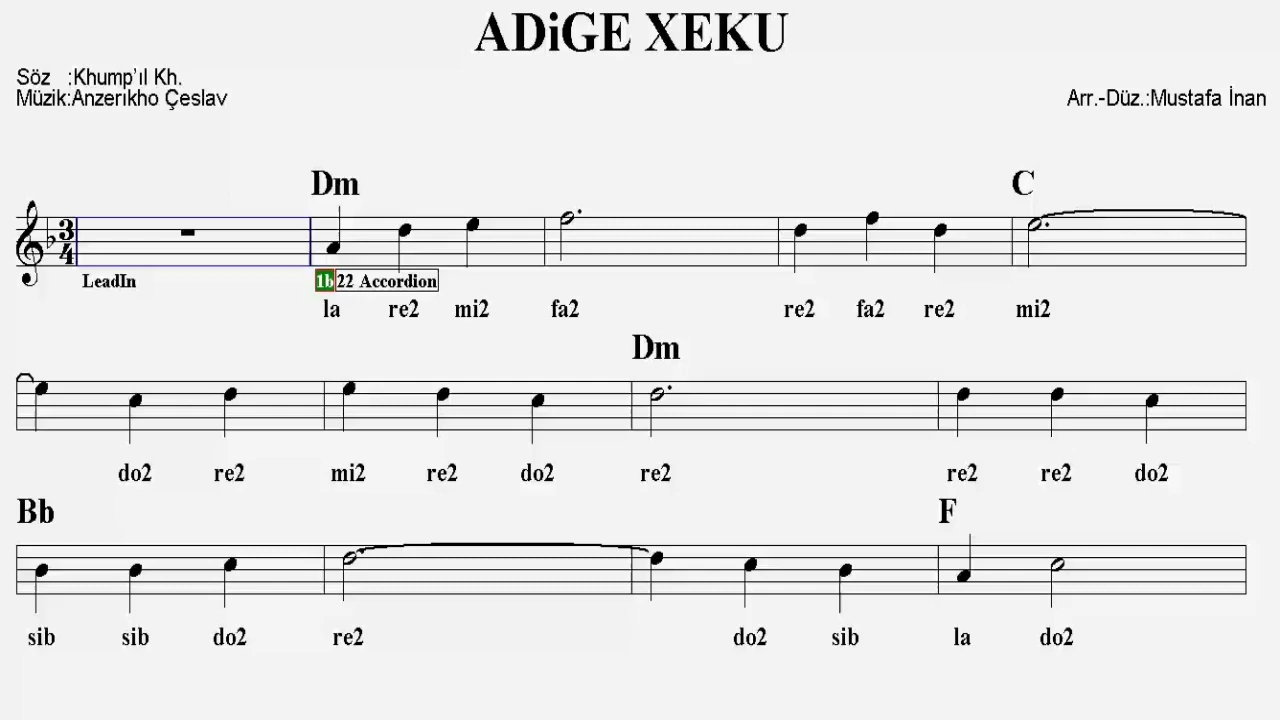 ADiGE XEKU
Söz :Khump'ıl Kh.
Müzik:Anzerıkho Çeslav
Arr.-Düz.:Mustafa İnan
Dm C
3
4
LeadIn 1b 22 Accordion
la re2 mi2 fa2 re2 fa2 re2 mi2
Dm
do2 re2 mi2 re2 do2 re2 re2 re2 do2
Bb F
sib sib do2 re2 do2 sib la do2